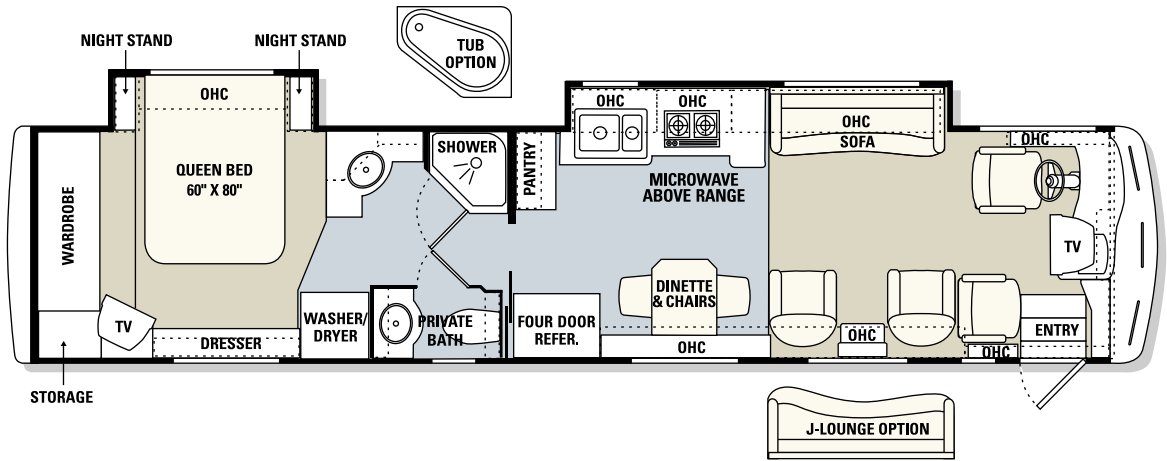 NIGHT STAND
NIGHT STAND
TUB
OPTION
OHC
OHC
OHC
OHC
SOFA
OHC
SHOWER
PANTRY
QUEEN BED
60" X 80"
MICROWAVE
ABOVE RANGE
WARDROBE
TV
TV
DINETTE
& CHAIRS
WASHER/
DRYER
PRIVATE
BATH
FOUR DOOR
REFER.
DRESSER
OHC
OHC
OHC
ENTRY
STORAGE
J-LOUNGE OPTION